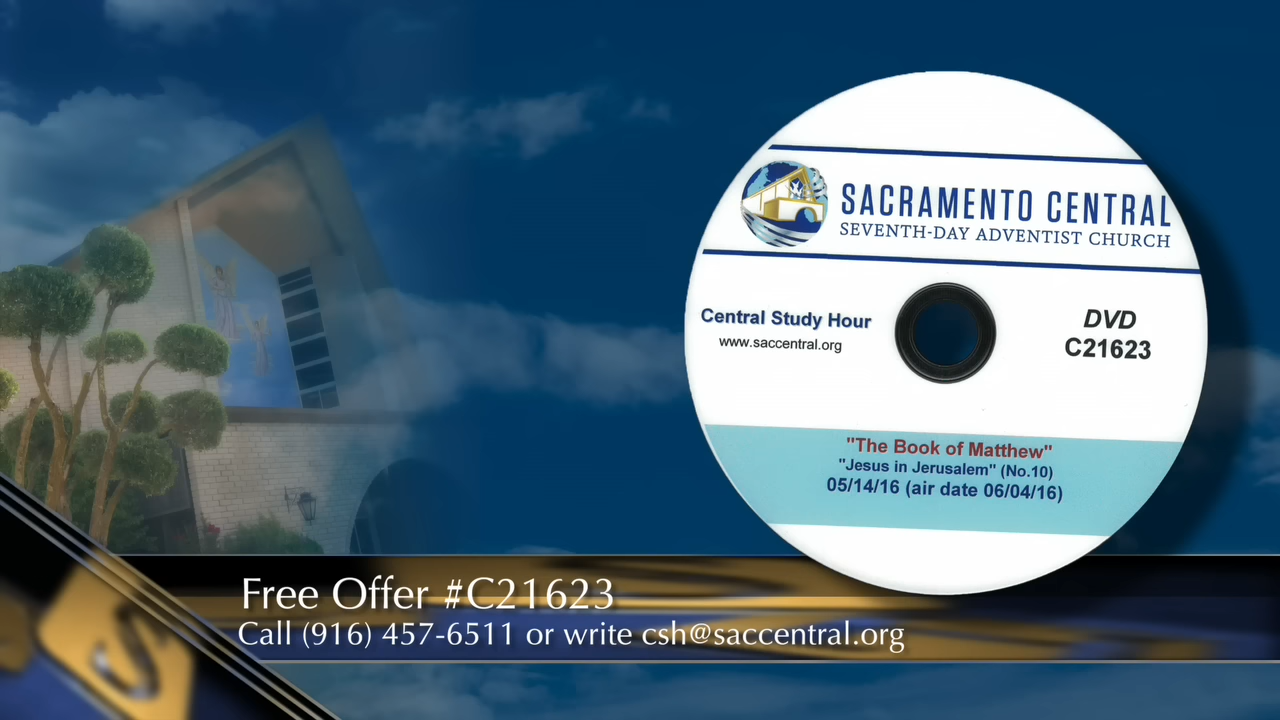 SACRAMENTO CENTRAL
SEVENTH-DAY ADVENTIST CHURCH
Central Study Hour
www.saccentral.org
DVD
C21623
"The Book of Matthew"
"Jesus in Jerusalem" (No.10)
05/14/16 (air date 06/04/16)
Free Offer #C21623
Call (916) 457-6511 or write csh@saccentral.org